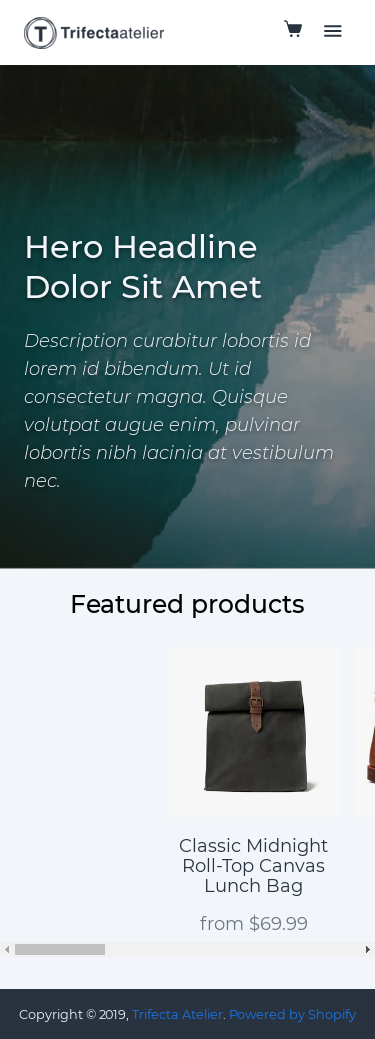 T Trifectaatelier
Hero Headline
Dolor Sit Amet
Description curabitur lobortis id
lorem id bibendum. Ut id
consectetur magna. Quisque
volutpat augue enim, pulvinar
lobortis nibh lacinia at vestibulum
nec.
Featured products
Classic Midnight
Roll-Top Canvas
Lunch Bag
from $69.99
Copyright © 2019, Trifecta Atelier. Powered by Shopify